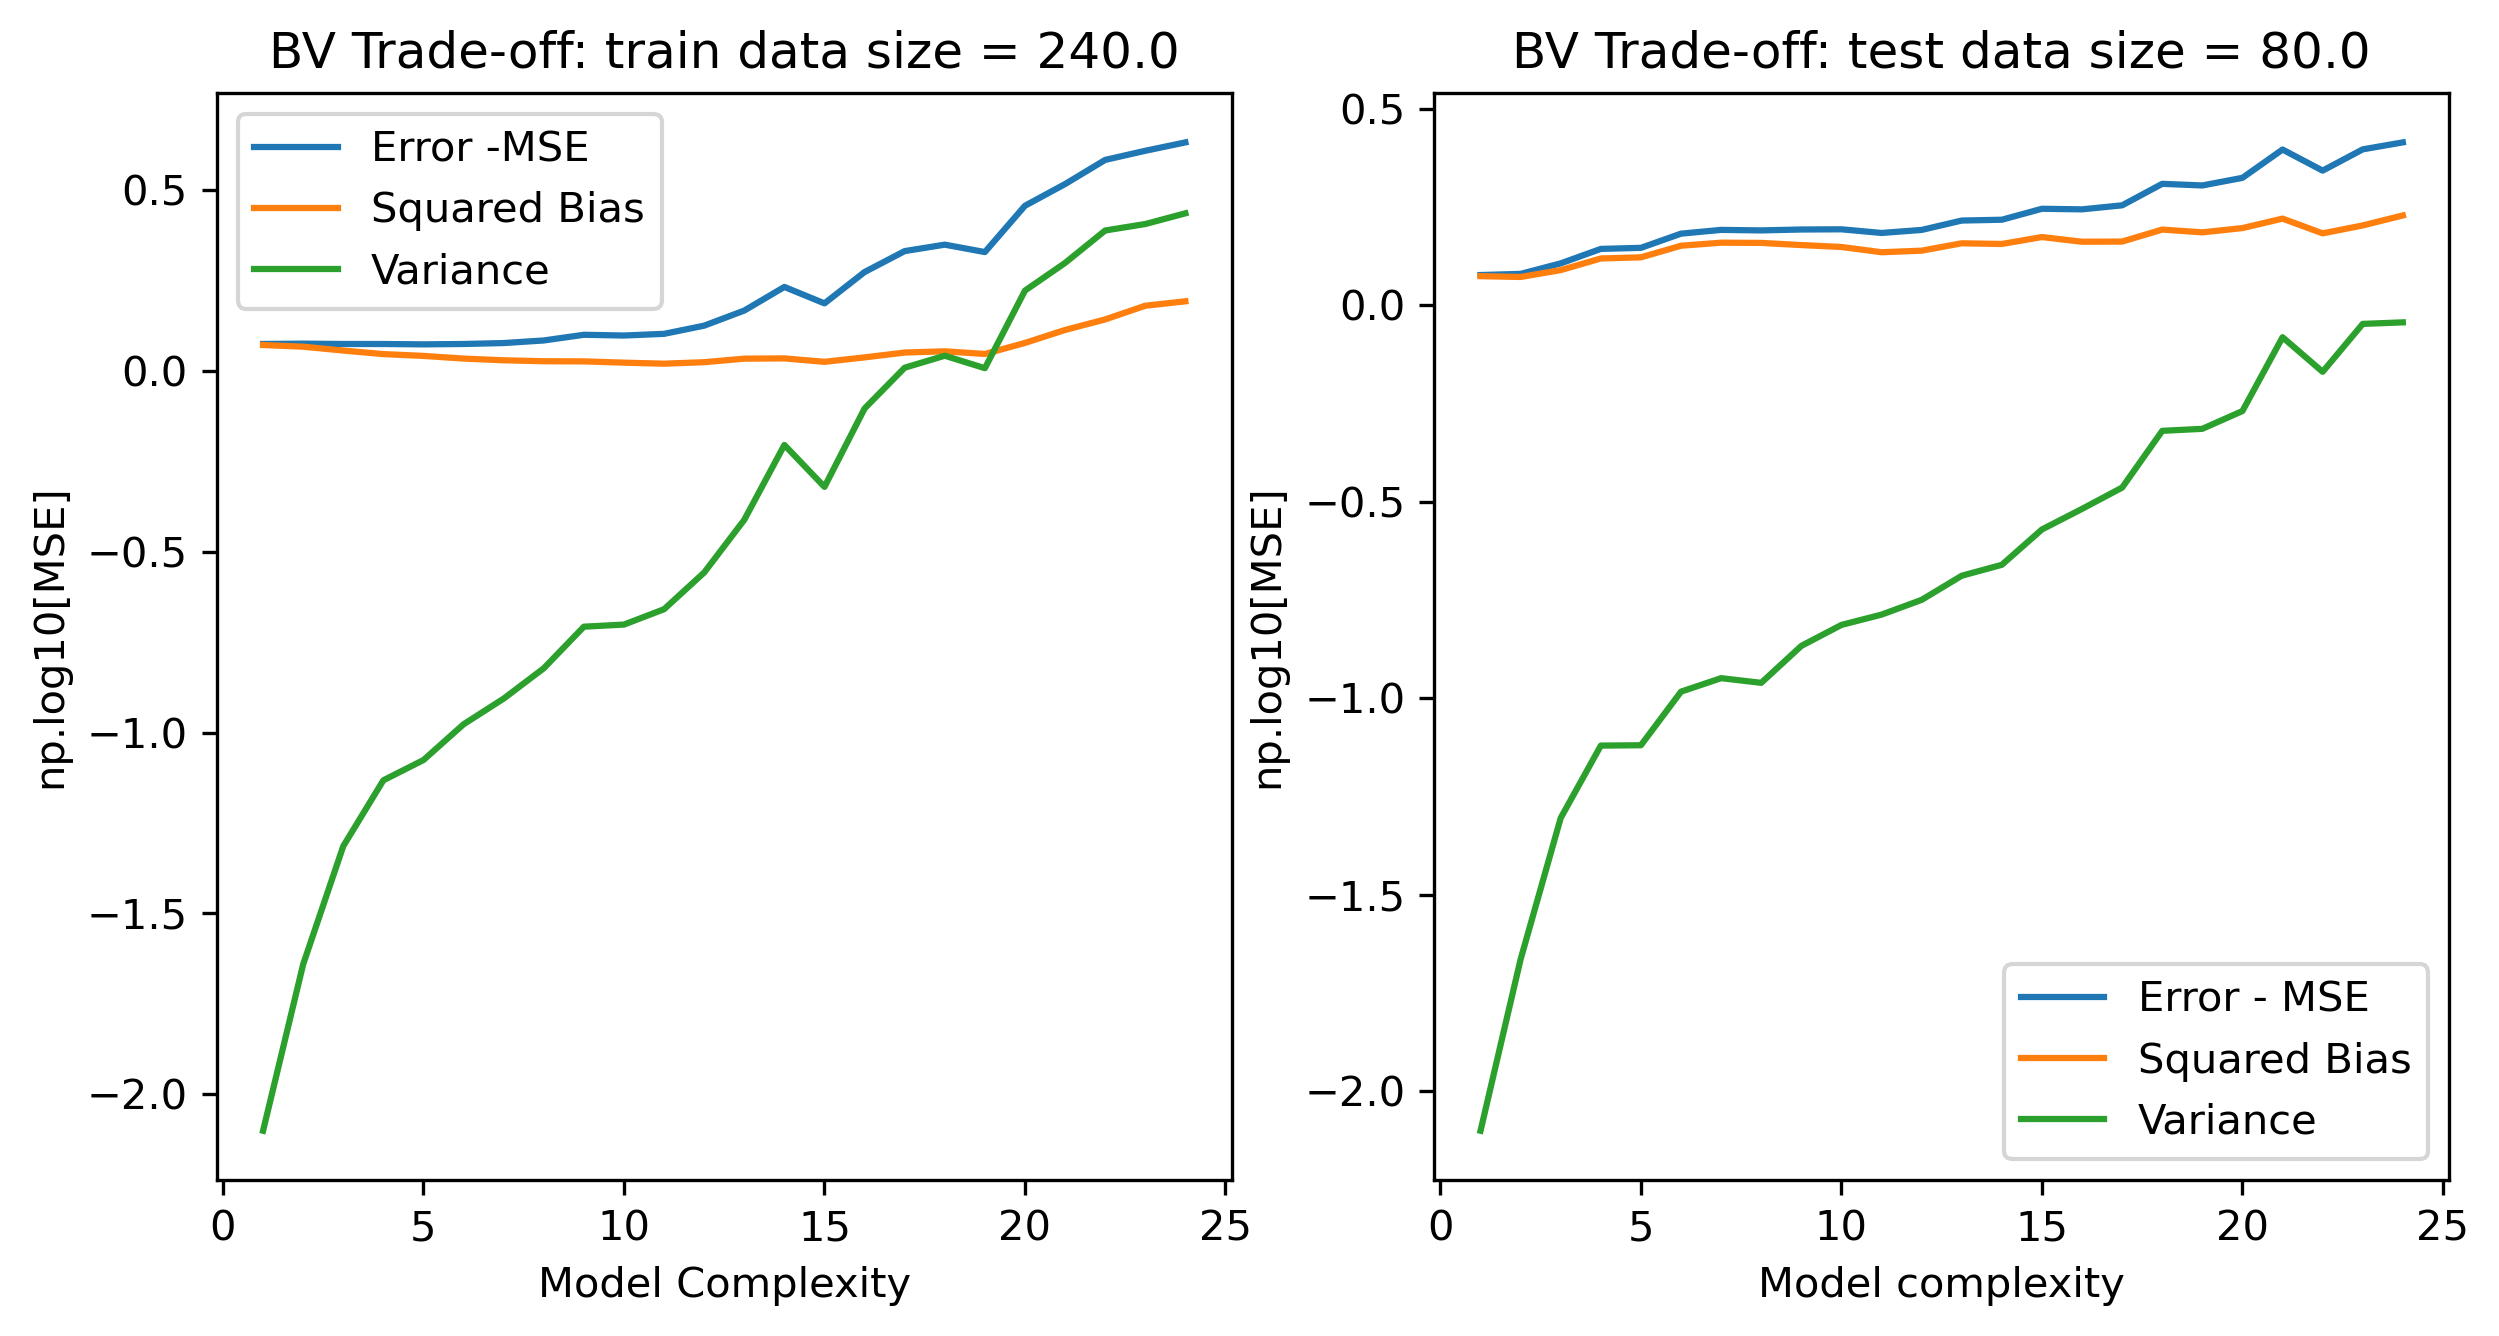 BV Trade-off: train data size = 240.0
Error -MSE
Squared Bias
Variance
0.5
0.0
−0.5
−1.0
−1.5
−2.0
np.log10[MSE]
0 5 10 15 20 25
Model Complexity
BV Trade-off: test data size = 80.0
0.5
0.0
−0.5
−1.0
−1.5
−2.0
np.log10[MSE]
Error - MSE
Squared Bias
Variance
0 5 10 15 20 25
Model complexity